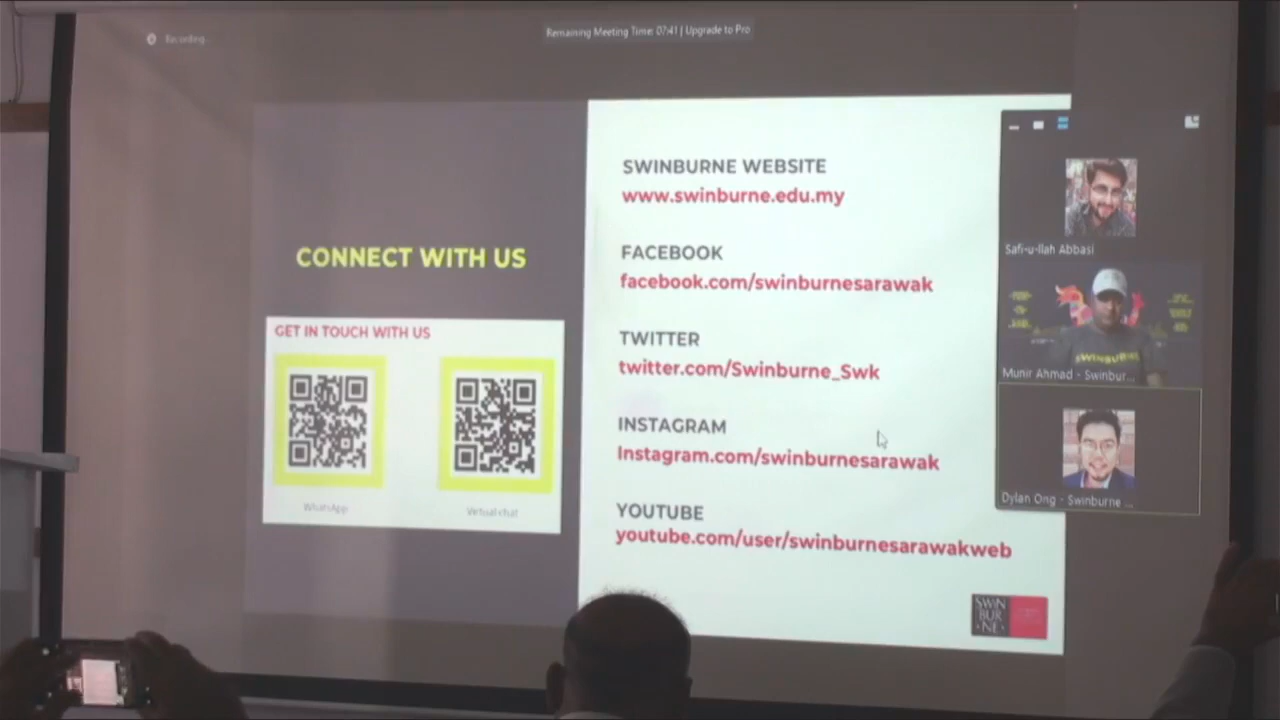 Recording...
Remaining Meeting Time: 07:41 | Upgrade to Pro
CONNECT WITH US
GET IN TOUCH WITH US
WhatsApp
Virtual chat
SWINBURNE WEBSITE
www.swinburne.edu.my
FACEBOOK
facebook.com/swinburnesarawak
TWITTER
twitter.com/Swinburne_Swk
INSTAGRAM
Instagram.com/swinburnesarawak
YOUTUBE
youtube.com/user/swinburnesarawakweb
SWIN
BUR
NE
Safi-u-llah Abbasi
SWINBURNE
Munir Ahmad - Swinbur...
Dylan Ong - Swinburne ...